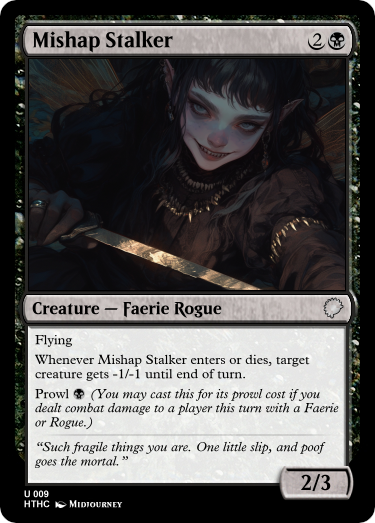 Mishap Stalker 2
Creature — Faerie Rogue
Flying
Whenever Mishap Stalker enters or dies, target
creature gets -1/-1 until end of turn.
Prowl (You may cast this for its prowl cost if you
dealt combat damage to a player this turn with a Faerie
or Rogue.)
“Such fragile things you are. One little slip, and poof
goes the mortal.”
2/3
U 009
HTHC MIDJOURNEY